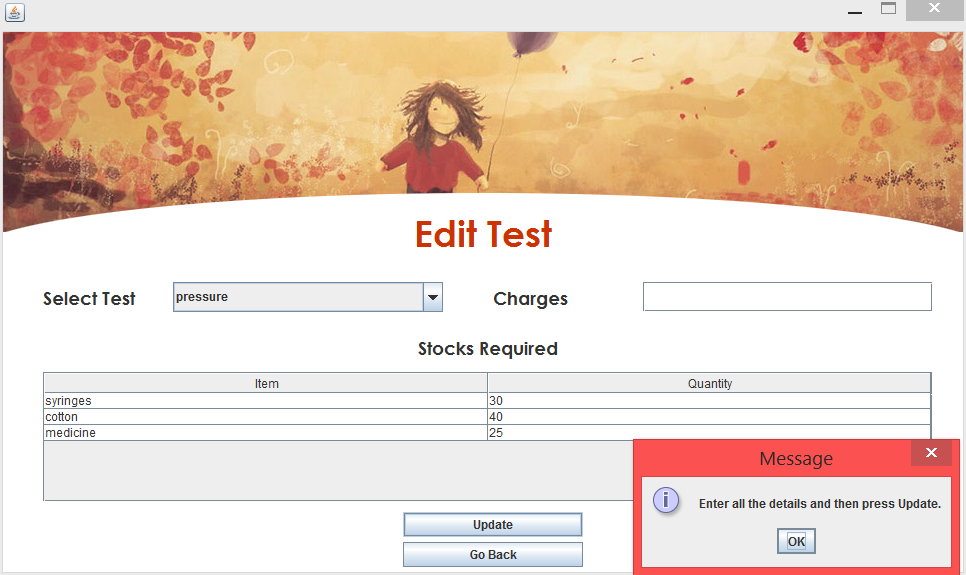 Edit Test
Select Test pressure Charges
Stocks Required
Item Quantity
syringes 30
cotton 40
medicine 25
Message
Enter all the details and then press Update.
OK
Update
Go Back